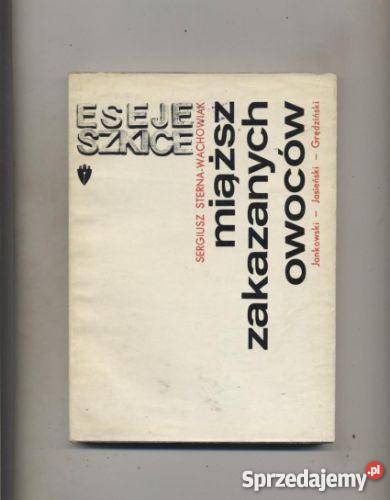 ESEJE
SZKICE
SERGIUSZ STERNA-WACHOWIAK
miąższ
zakazanych
owoców
Jankowski – Jasieński – Grędziński
Sprzedajemy.pl